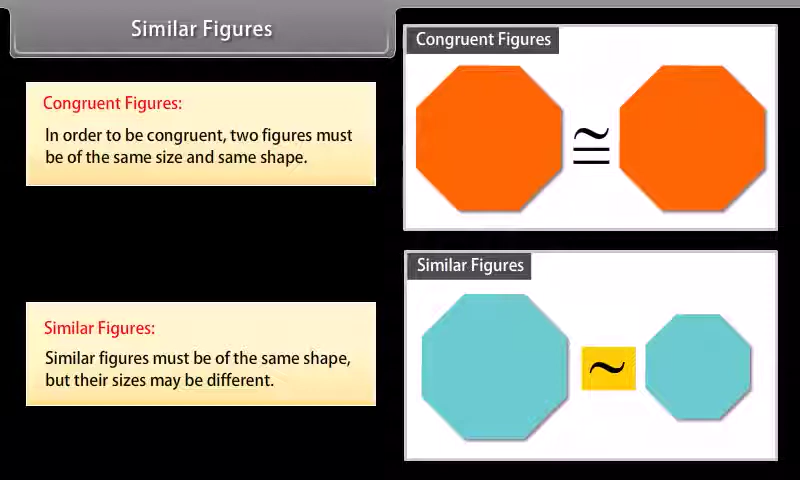 Similar Figures
Congruent Figures:
In order to be congruent, two figures must
be of the same size and same shape.
Congruent Figures
≅
Similar Figures:
Similar figures must be of the same shape,
but their sizes may be different.
Similar Figures
~